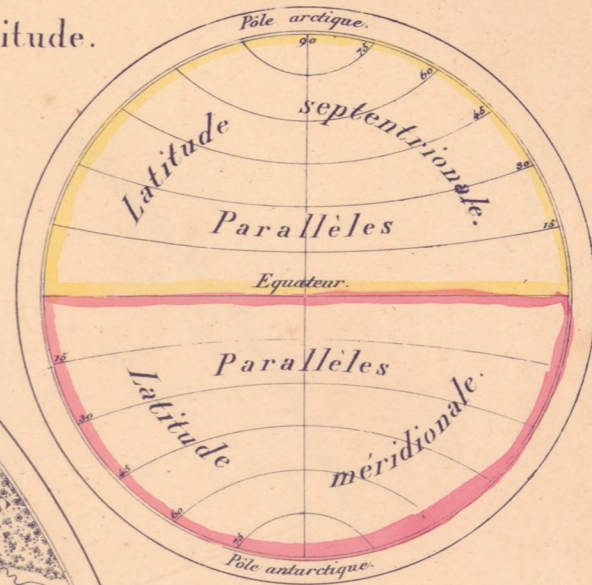 itude.
Pôle arctique.
90
75
60
45
30
15
Latitude septentrionale.
Parallèles
Equateur.
Parallèles
15
30
45
60
75
Latitude méridionale.
Pôle antarctique.